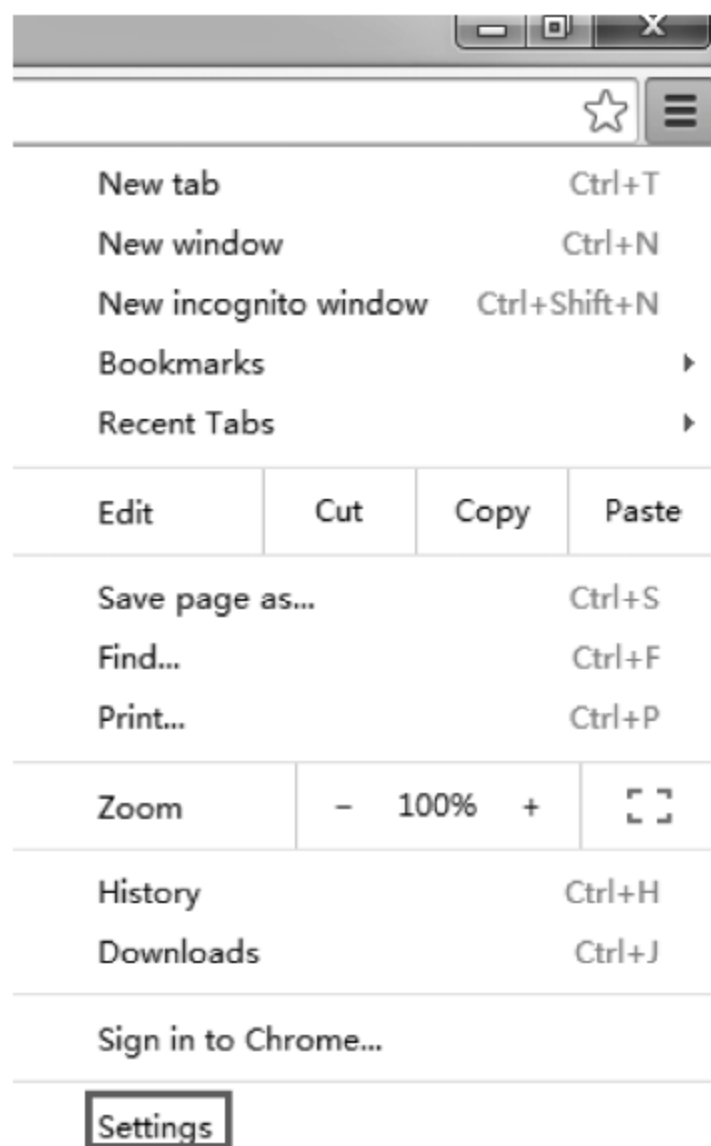 New tab Ctrl+T
New window Ctrl+N
New incognito window Ctrl+Shift+N
Bookmarks
Recent Tabs
Edit Cut Copy Paste
Save page as... Ctrl+S
Find... Ctrl+F
Print... Ctrl+P
Zoom − 100% +
History Ctrl+H
Downloads Ctrl+J
Sign in to Chrome...
Settings